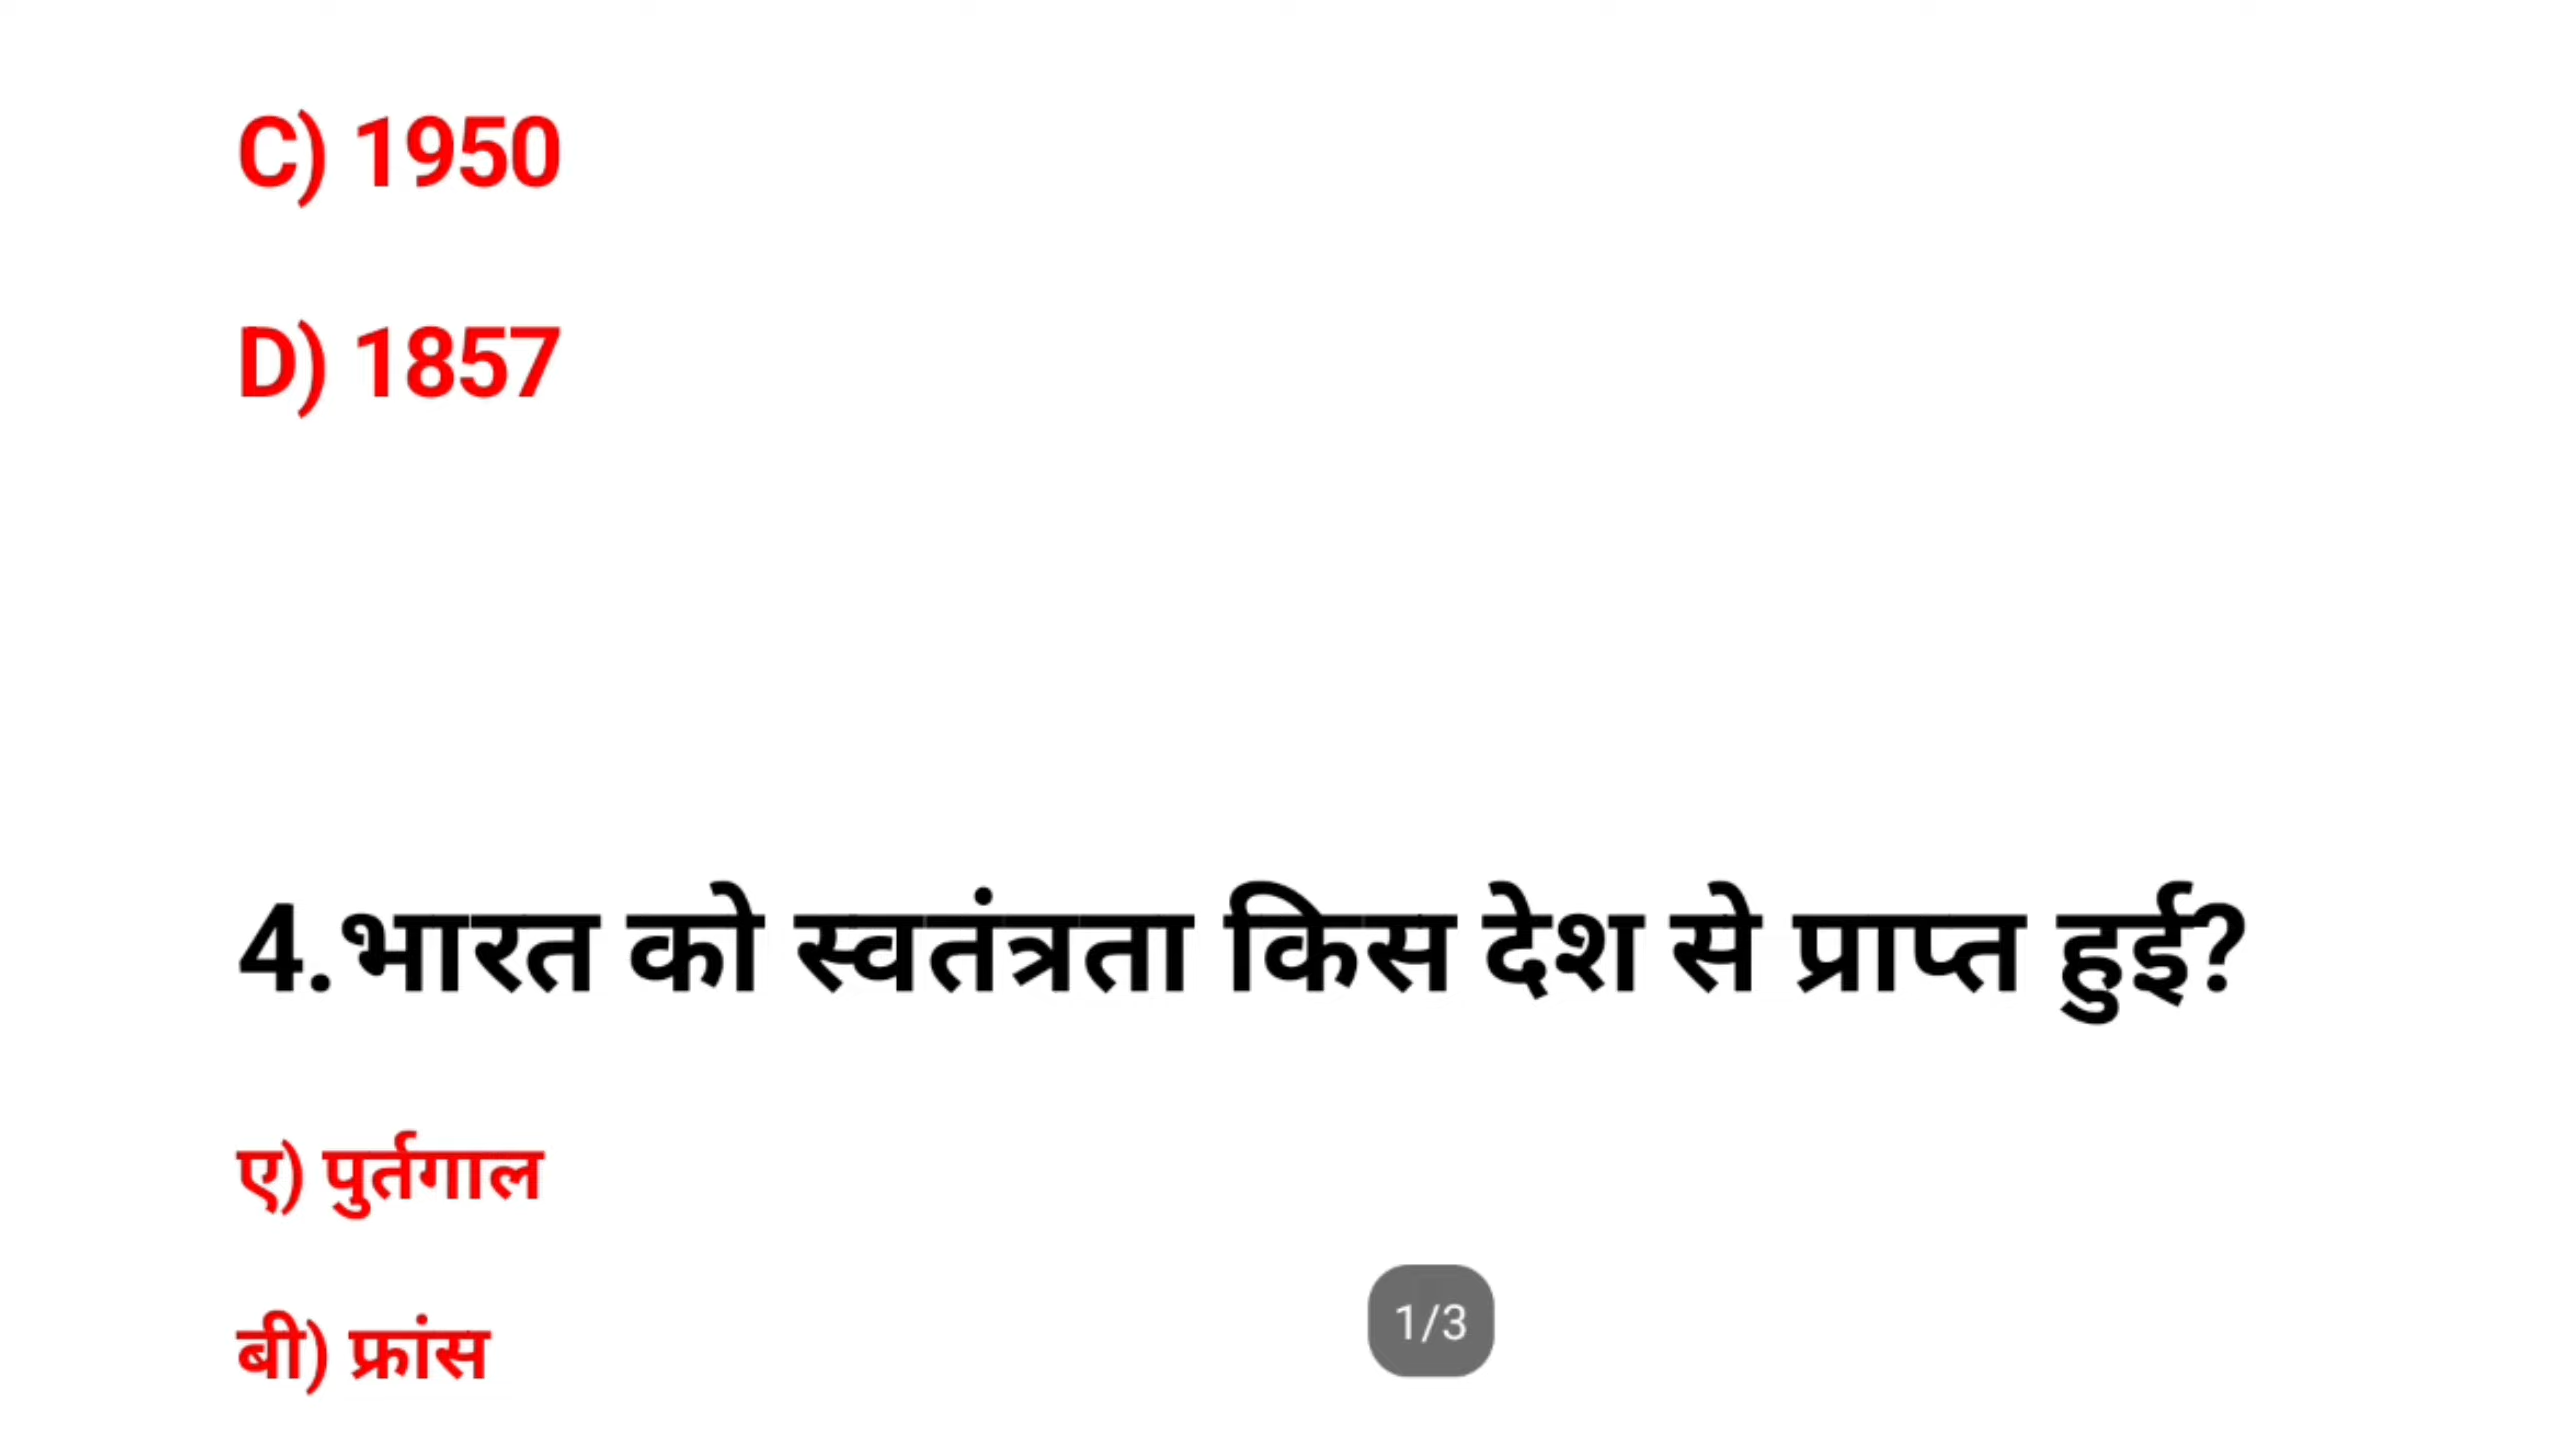 C) 1950
D) 1857
4.भारत को स्वतंत्रता किस देश से प्राप्त हुई?
ए) पुर्तगाल
बी) फ्रांस
1/3